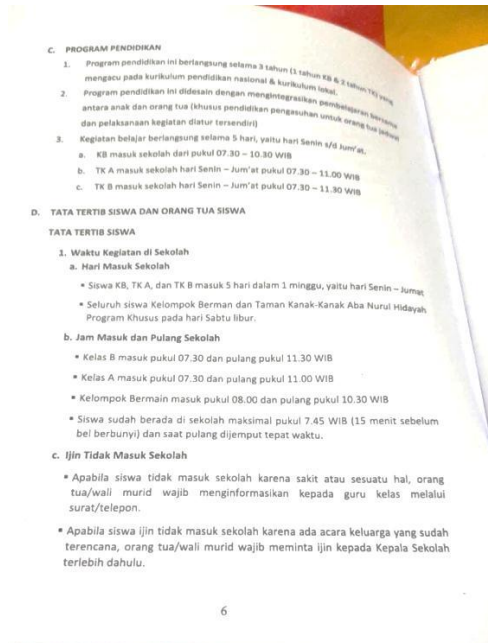 C. PROGRAM PENDIDIKAN
1. Program pendidikan ini berlangsung selama 3 tahun (1 tahun KB & 2 tahun TK) yang
mengacu pada kurikulum pendidikan nasional & kurikulum lokal.
2. Program pendidikan ini didesain dengan mengintegrasikan pembelajaran bersama
antara anak dan orang tua (khusus pendidikan pengasuhan untuk orang tua jadwal
dan pelaksanaan kegiatan diatur tersendiri)
3. Kegiatan belajar berlangsung selama 5 hari, yaitu hari Senin s/d Jum'at.
a. KB masuk sekolah dari pukul 07.30 – 10.30 WIB
b. TK A masuk sekolah hari Senin – Jum'at pukul 07.30 – 11.00 WIB
c. TK B masuk sekolah hari Senin – Jum'at pukul 07.30 – 11.30 WIB
D. TATA TERTIB SISWA DAN ORANG TUA SISWA
TATA TERTIB SISWA
1. Waktu Kegiatan di Sekolah
a. Hari Masuk Sekolah
• Siswa KB, TK A, dan TK B masuk 5 hari dalam 1 minggu, yaitu hari Senin – Jumat
• Seluruh siswa Kelompok Berman dan Taman Kanak-Kanak Aba Nurul Hidayah
Program Khusus pada hari Sabtu libur.
b. Jam Masuk dan Pulang Sekolah
• Kelas B masuk pukul 07.30 dan pulang pukul 11.30 WIB
• Kelas A masuk pukul 07.30 dan pulang pukul 11.00 WIB
• Kelompok Bermain masuk pukul 08.00 dan pulang pukul 10.30 WIB
• Siswa sudah berada di sekolah maksimal pukul 7.45 WIB (15 menit sebelum
bel berbunyi) dan saat pulang dijemput tepat waktu.
c. Ijin Tidak Masuk Sekolah
• Apabila siswa tidak masuk sekolah karena sakit atau sesuatu hal, orang
tua/wali murid wajib menginformasikan kepada guru kelas melalui
surat/telepon.
• Apabila siswa ijin tidak masuk sekolah karena ada acara keluarga yang sudah
terencana, orang tua/wali murid wajib meminta ijin kepada Kepala Sekolah
terlebih dahulu.
6